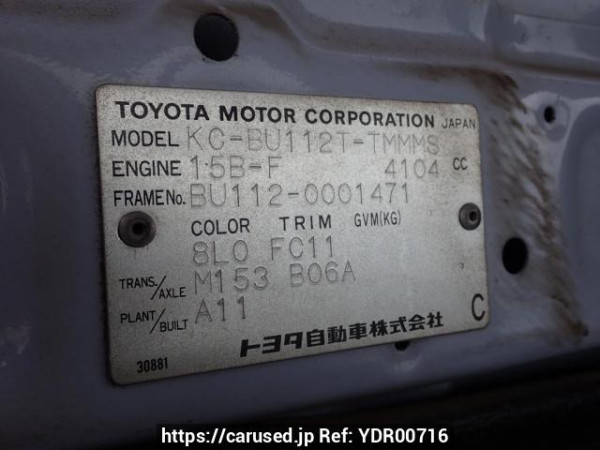 TOYOTA MOTOR CORPORATION JAPAN
MODEL KC-BU112T-TMMMS
ENGINE 15B-F 4104 CC
FRAME No. BU112-0001471
COLOR TRIM GVM(KG)
8L0 FC11
TRANS./AXLE M153 B06A
PLANT/BUILT A11
30881 トヨタ自動車株式会社 C
https://carused.jp Ref: YDR00716